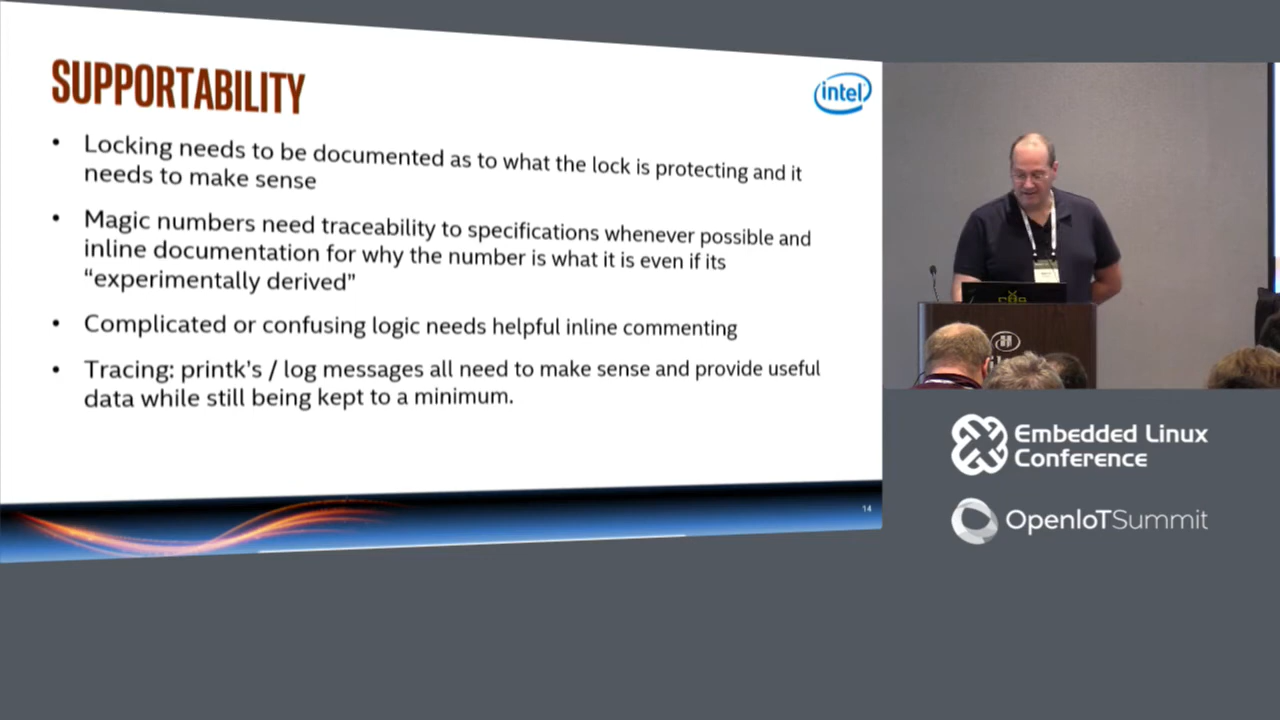 SUPPORTABILITY
intel
• Locking needs to be documented as to what the lock is protecting and it
needs to make sense
• Magic numbers need traceability to specifications whenever possible and
inline documentation for why the number is what it is even if its
“experimentally derived”
• Complicated or confusing logic needs helpful inline commenting
• Tracing: printk’s / log messages all need to make sense and provide useful
data while still being kept to a minimum.
14
Embedded Linux
Conference
OpenIoTSummit